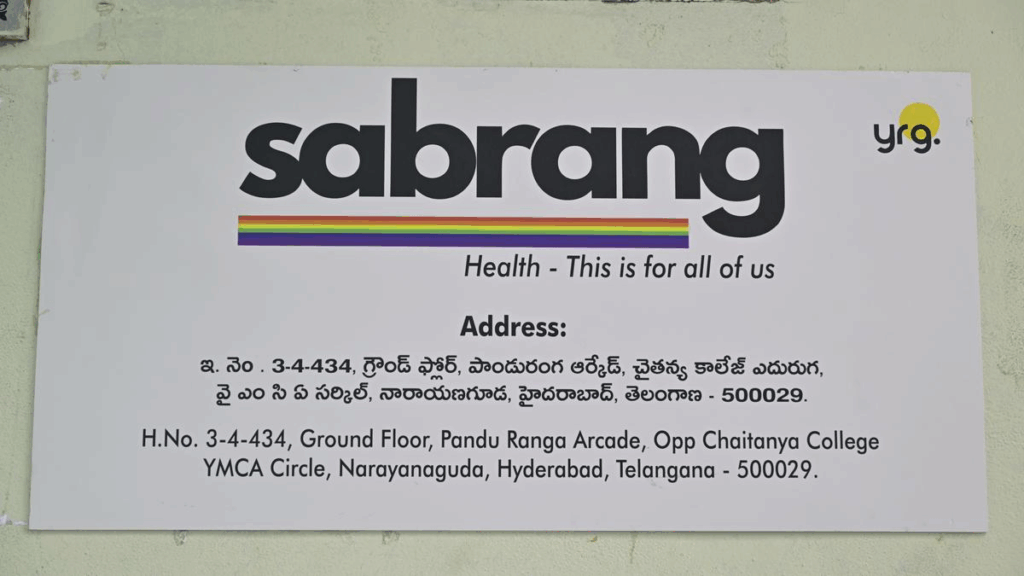 sabrang
yrg.
Health - This is for all of us
Address:
ఇ. నెం . 3-4-434, గ్రౌండ్ ఫ్లోర్, పాండురంగ ఆర్కేడ్, చైతన్య కాలేజ్ ఎదురుగ,
వై ఎం సి ఏ సర్కిల్, నారాయణగూడ, హైదరాబాద్, తెలంగాణ - 500029.
H.No. 3-4-434, Ground Floor, Pandu Ranga Arcade, Opp Chaitanya College
YMCA Circle, Narayanaguda, Hyderabad, Telangana - 500029.